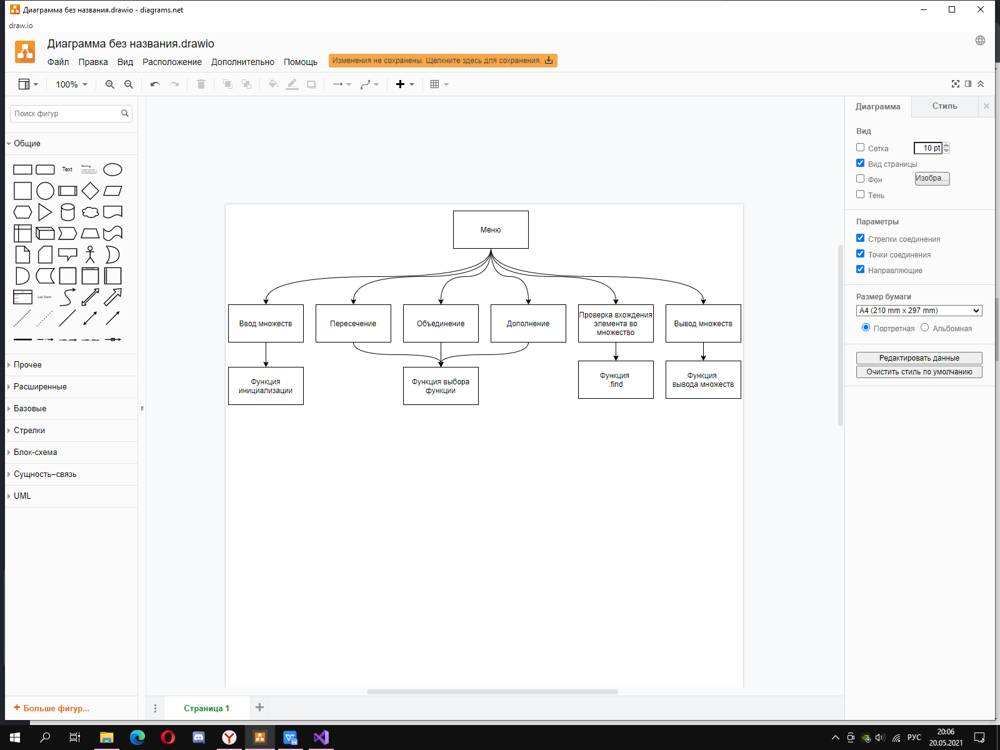 Диаграмма без названия.drawio - diagrams.net
draw.io
Диаграмма без названия.drawio
Файл Правка Вид Расположение Дополнительно Помощь
Изменения не сохранены. Щелкните здесь для сохранения.
100%
Поиск фигур
Общие
Text
Heading
List Item
Прочее
Расширенные
Базовые
Стрелки
Блок-схема
Сущность–связь
UML
+ Больше фигур...
Меню
Ввод множеств
Пересечение
Объединение
Дополнение
Проверка вхождения
элемента во
множество
Вывод множеств
Функция
инициализации
Функция выбора
функции
Функция
.find
Функция
вывода множеств
Страница 1
Диаграмма
Стиль
Вид
Сетка
10 pt
Вид страницы
Фон
Изобра...
Тень
Параметры
Стрелки соединения
Точки соединения
Направляющие
Размер бумаги
A4 (210 mm x 297 mm)
Портретная Альбомная
Редактировать данные
Очистить стиль по умолчанию
РУС
20:06
20.05.2021